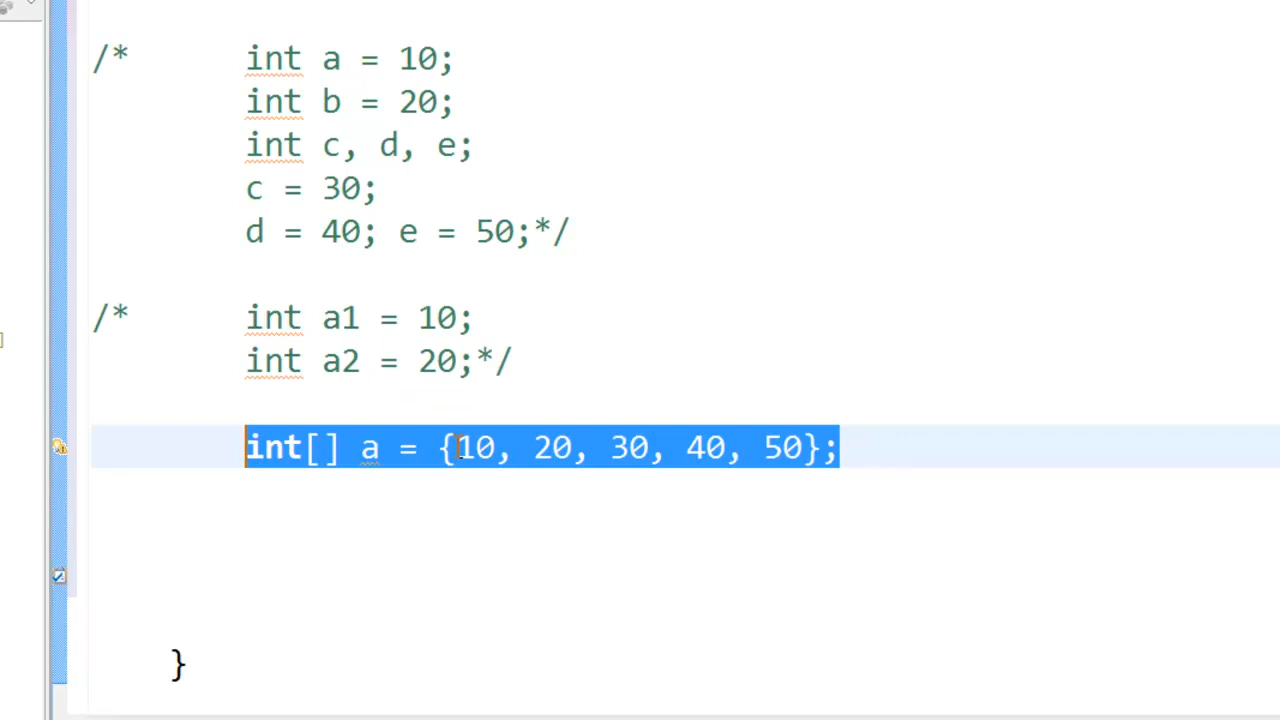 /* int a = 10;
int b = 20;
int c, d, e;
c = 30;
d = 40; e = 50;*/
/* int a1 = 10;
int a2 = 20;*/
int[] a = {10, 20, 30, 40, 50};
}